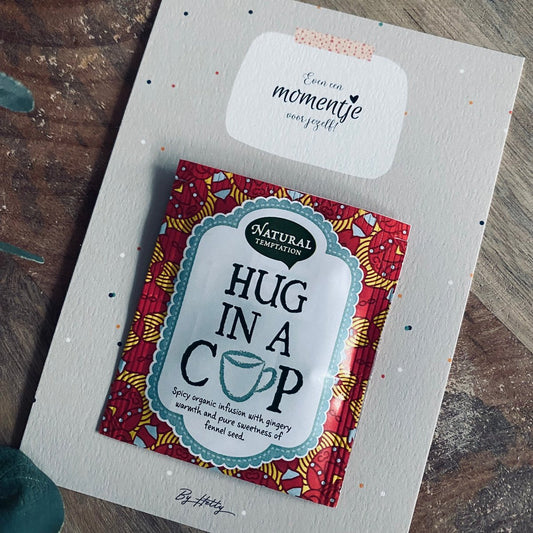 Even een
momentje
voor jezelf!
NATURAL
TEMPTATION
HUG
IN A
CUP
Spicy organic infusion with gingery
warmth and pure sweetness of
fennel seed.
By Hetty